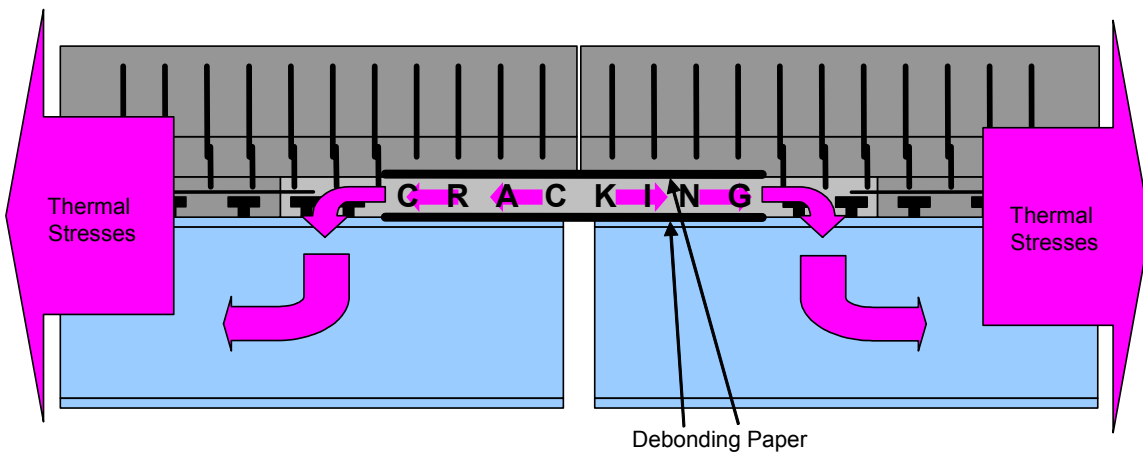 C R A C K I N G
Thermal
Stresses
Thermal
Stresses
Debonding Paper